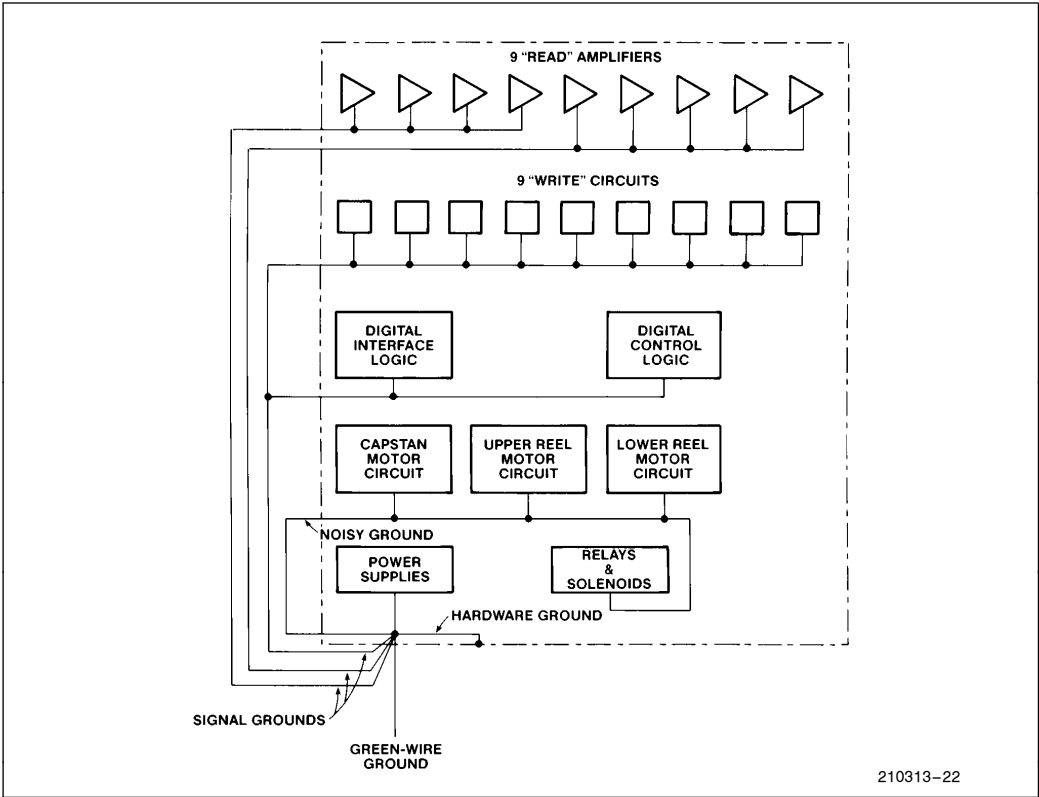 9 "READ" AMPLIFIERS
9 "WRITE" CIRCUITS
DIGITAL
INTERFACE
LOGIC
DIGITAL
CONTROL
LOGIC
CAPSTAN
MOTOR
CIRCUIT
UPPER REEL
MOTOR
CIRCUIT
LOWER REEL
MOTOR
CIRCUIT
NOISY GROUND
POWER
SUPPLIES
RELAYS
&
SOLENOIDS
HARDWARE GROUND
SIGNAL GROUNDS
GREEN-WIRE
GROUND
210313–22